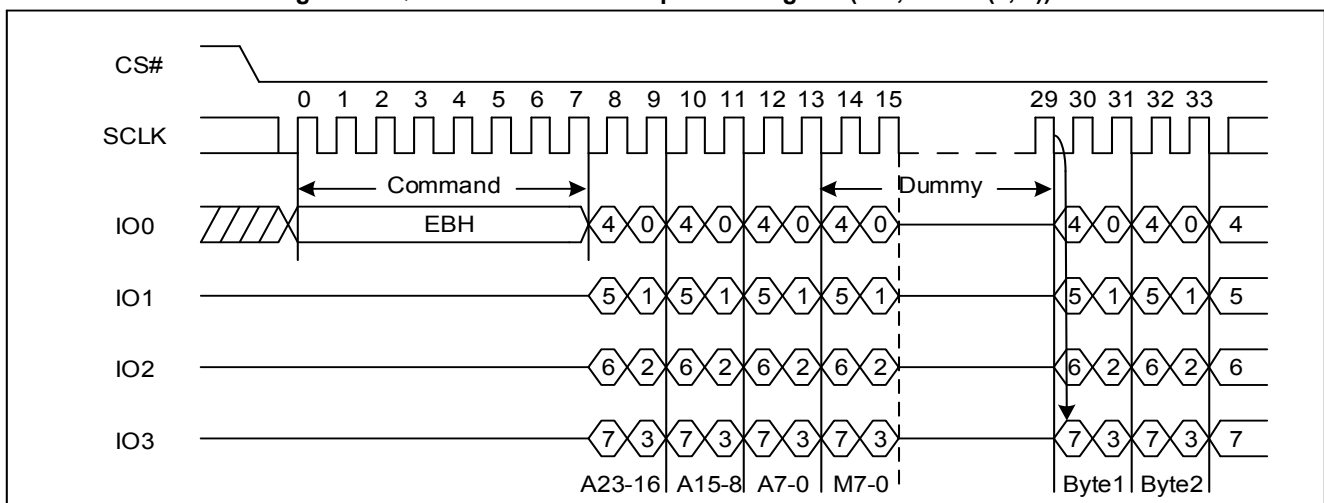 CS#
0 1 2 3 4 5 6 7 8 9 10 11 12 13 14 15 29 30 31 32 33
SCLK
Command Dummy
IO0 EBH 4 0 4 0 4 0 4 0 4 0 4 0 4
IO1 5 1 5 1 5 1 5 1 5 1 5 1 5
IO2 6 2 6 2 6 2 6 2 6 2 6 2 6
IO3 7 3 7 3 7 3 7 3 7 3 7 3 7
A23-16 A15-8 A7-0 M7-0 Byte1 Byte2